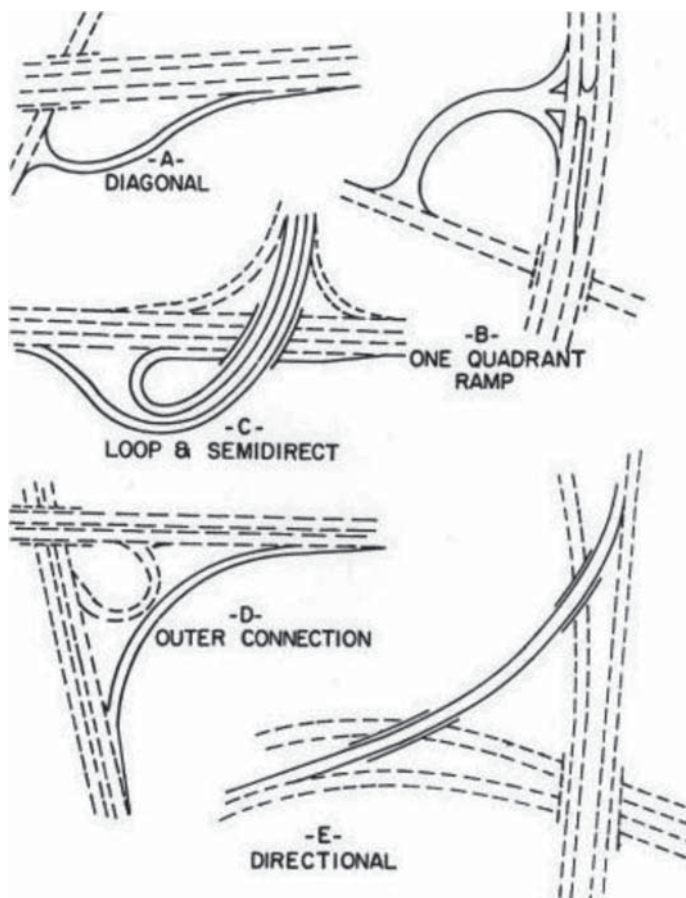 -A-
DIAGONAL
-B-
ONE QUADRANT
RAMP
-C-
LOOP & SEMIDIRECT
-D-
OUTER CONNECTION
-E-
DIRECTIONAL